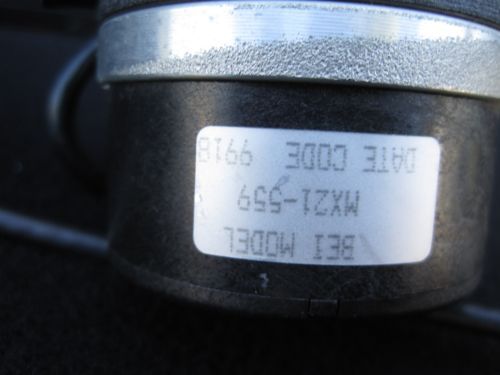 BEI MODEL
MX21-559
DATE CODE 9918